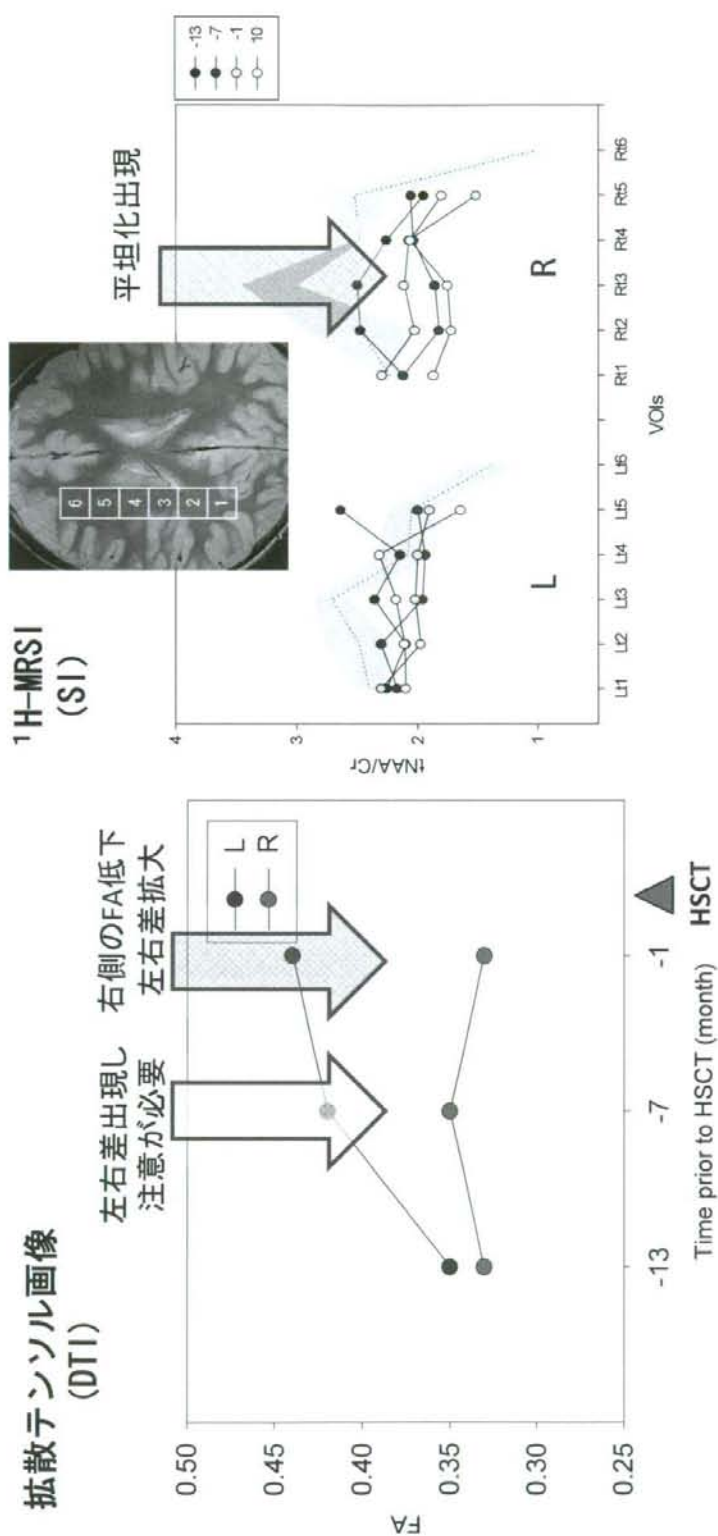 拡散テンソル画像
(DTI)
左右差出現し
注意が必要
右側のFA低下
左右差拡大
L
R
0.50
0.45
0.40
0.35
0.30
0.25
FA
-13
-7
-1
Time prior to HSCT (month)
HSCT
¹H-MRSI
(SI)
6
5
4
3
2
1
平坦化出現
-13
-7
-1
10
4
3
2
1
tNAA/Cr
L
R
Lt1
Lt2
Lt3
Lt4
Lt5
Lt6
Rt1
Rt2
Rt3
Rt4
Rt5
Rt6
VOIs